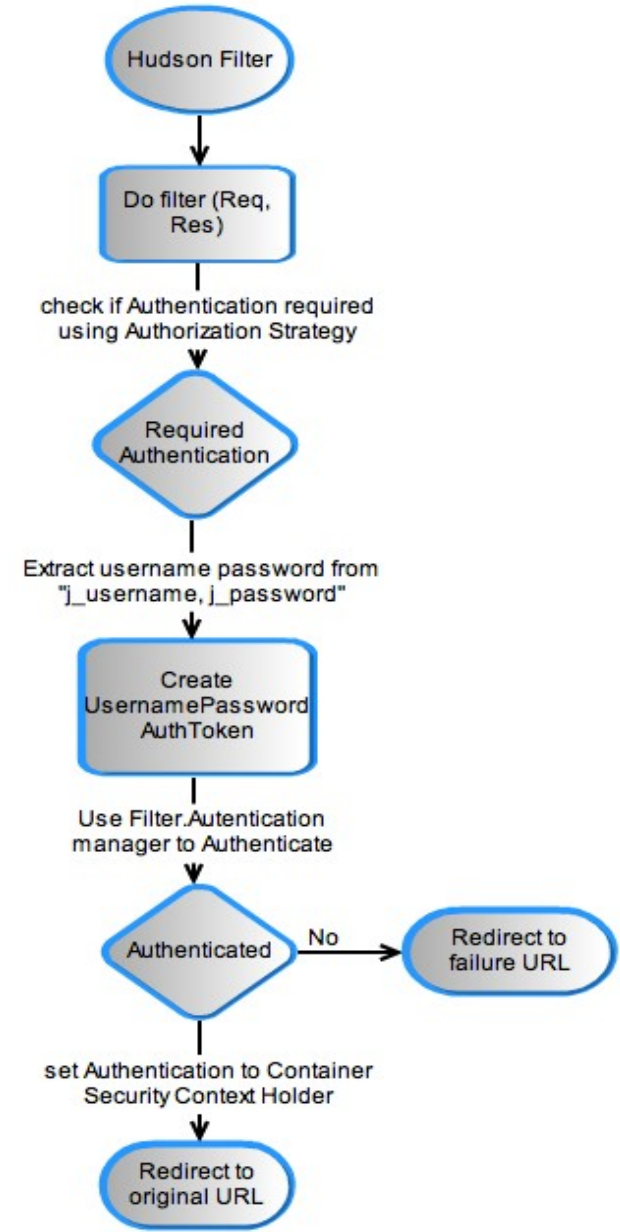 Hudson Filter
Do filter (Req,
Res)
check if Authentication required
using Authorization Strategy
Required
Authentication
Extract username password from
"j_username, j_password"
Create
UsernamePassword
AuthToken
Use Filter.Autentication
manager to Authenticate
Authenticated
No
Redirect to
failure URL
set Authentication to Container
Security Context Holder
Redirect to
original URL